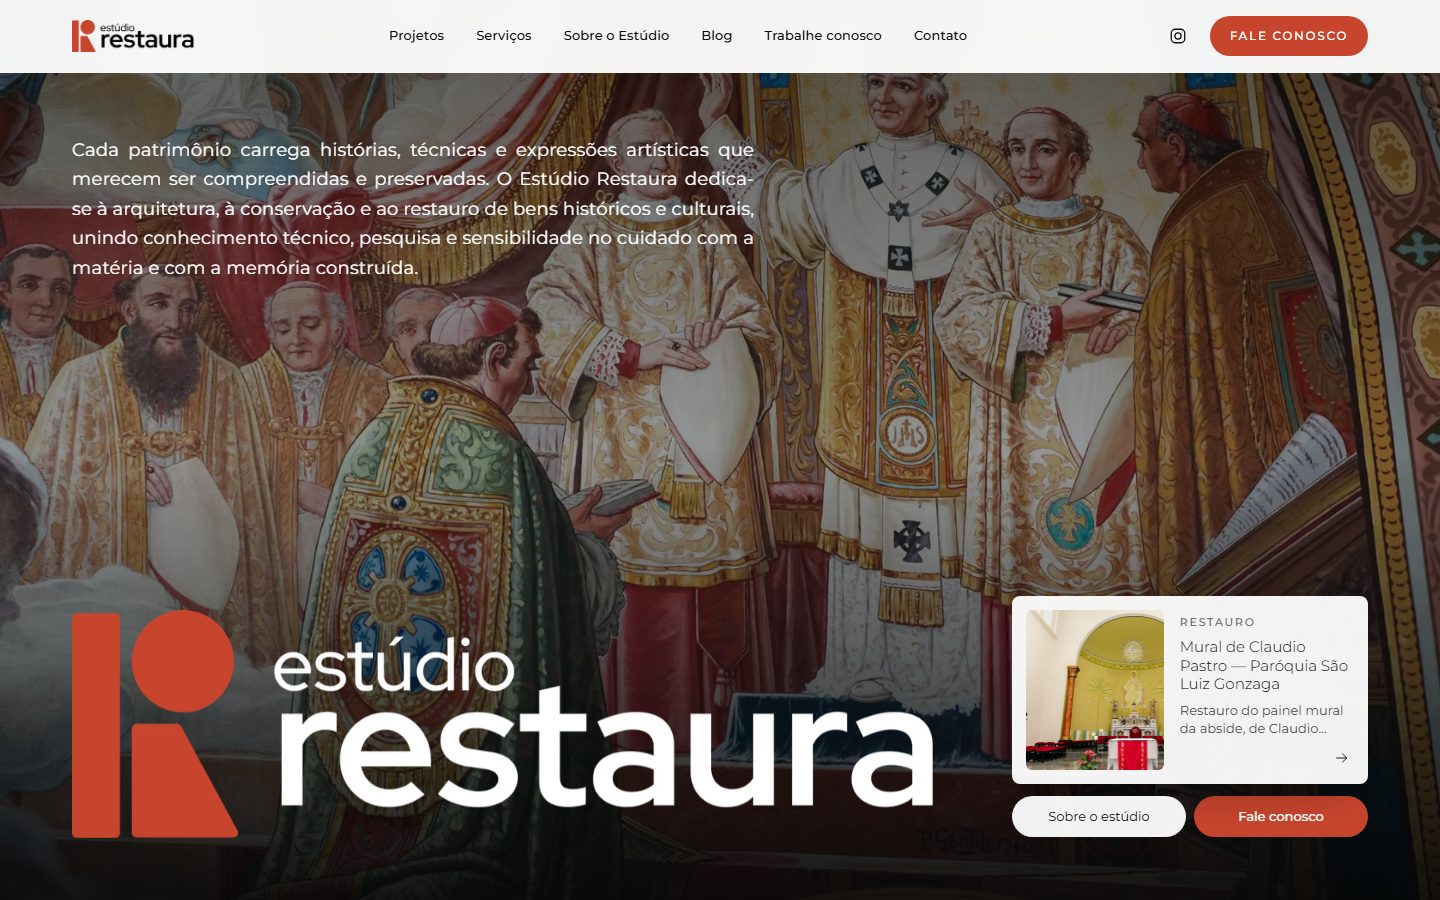 estúdio
restaura
Projetos
Serviços
Sobre o Estúdio
Blog
Trabalhe conosco
Contato
FALE CONOSCO
Cada patrimônio carrega histórias, técnicas e expressões artísticas que
merecem ser compreendidas e preservadas. O Estúdio Restaura dedica-
se à arquitetura, à conservação e ao restauro de bens históricos e culturais,
unindo conhecimento técnico, pesquisa e sensibilidade no cuidado com a
matéria e com a memória construída.
JHS
estúdio
restaura
RESTAURO
Mural de Claudio
Pastro — Paróquia São
Luiz Gonzaga
Restauro do painel mural
da abside, de Claudio...
Sobre o estúdio
Fale conosco